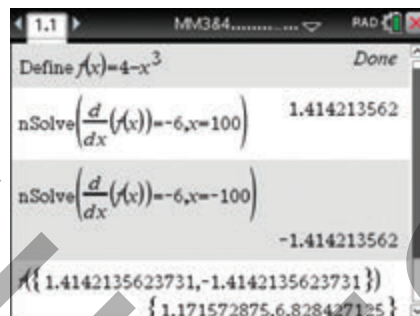 1.1 MM3&4......... RAD
Define f(x)=4-x^3 Done
nSolve(d/dx(f(x))=-6,x=100) 1.414213562
nSolve(d/dx(f(x))=-6,x=-100)
-1.414213562
f({1.4142135623731,-1.4142135623731})
{1.171572875,6.828427125}